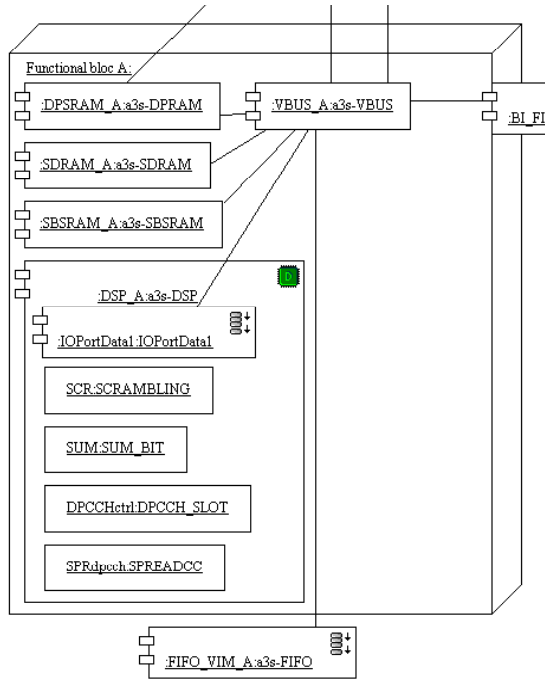 Functional bloc A:
:DPSRAM_A:a3s-DPRAM
:VBUS_A:a3s-VBUS
:BI_FI
:SDRAM_A:a3s-SDRAM
:SBSRAM_A:a3s-SBSRAM
D
:DSP_A:a3s-DSP
:IOPortData1:IOPortData1
SCR:SCRAMBLING
SUM:SUM_BIT
DPCCHctrl:DPCCH_SLOT
SPRdpcch:SPREADCC
:FIFO_VIM_A:a3s-FIFO